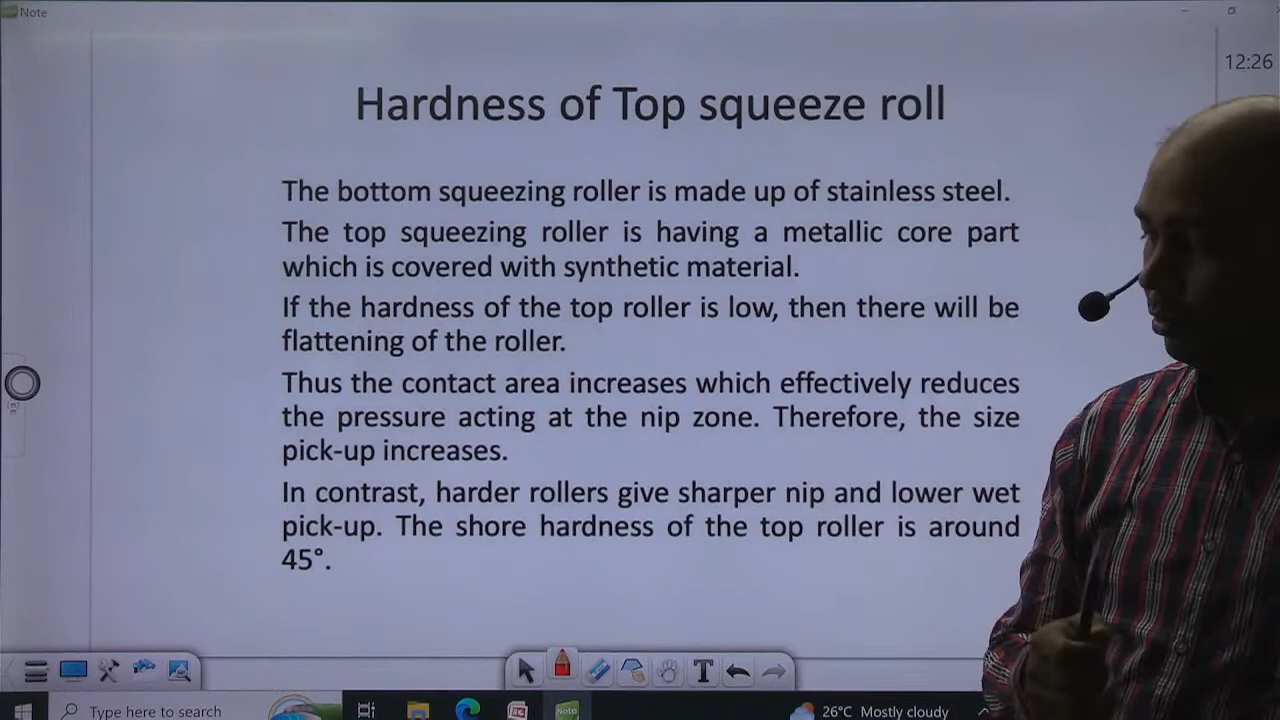 Note
12:26
Hardness of Top squeeze roll
The bottom squeezing roller is made up of stainless steel.
The top squeezing roller is having a metallic core part
which is covered with synthetic material.
If the hardness of the top roller is low, then there will be
flattening of the roller.
Thus the contact area increases which effectively reduces
the pressure acting at the nip zone. Therefore, the size
pick-up increases.
In contrast, harder rollers give sharper nip and lower wet
pick-up. The shore hardness of the top roller is around
45°.
T
Type here to search
Note
26°C Mostly cloudy